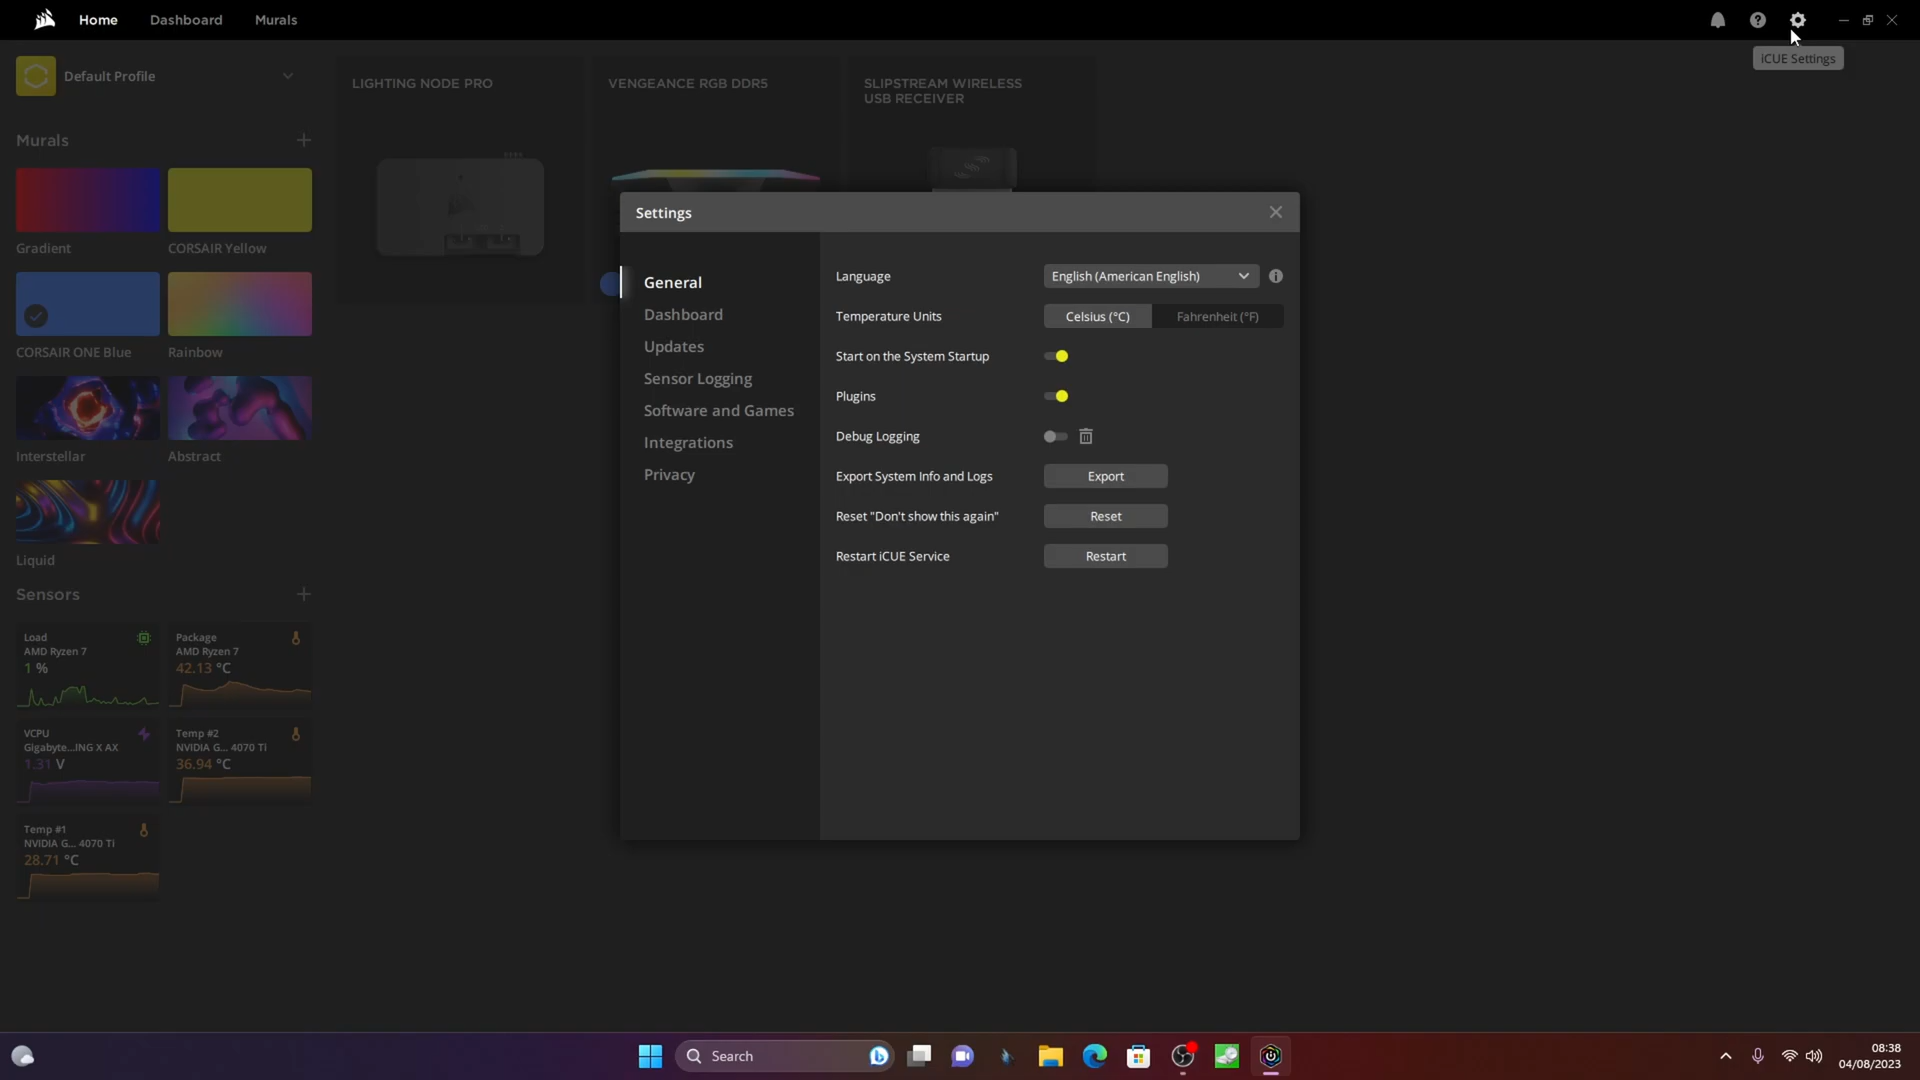 Home
Dashboard
Murals
iCUE Settings
Default Profile
LIGHTING NODE PRO
VENGEANCE RGB DDR5
SLIPSTREAM WIRELESS
USB RECEIVER
Murals
Gradient
CORSAIR Yellow
CORSAIR ONE Blue
Rainbow
Interstellar
Abstract
Liquid
Sensors
Load
AMD Ryzen 7
1 %
Package
AMD Ryzen 7
42.13 °C
VCPU
Gigabyte...ING X AX
1.31 V
Temp #2
NVIDIA G... 4070 Ti
36.94 °C
Temp #1
NVIDIA G... 4070 Ti
28.71 °C
Settings
General
Dashboard
Updates
Sensor Logging
Software and Games
Integrations
Privacy
Language
English (American English)
Temperature Units
Celsius (°C)
Fahrenheit (°F)
Start on the System Startup
Plugins
Debug Logging
Export System Info and Logs
Export
Reset "Don't show this again"
Reset
Restart iCUE Service
Restart
Search
08:38
04/08/2023